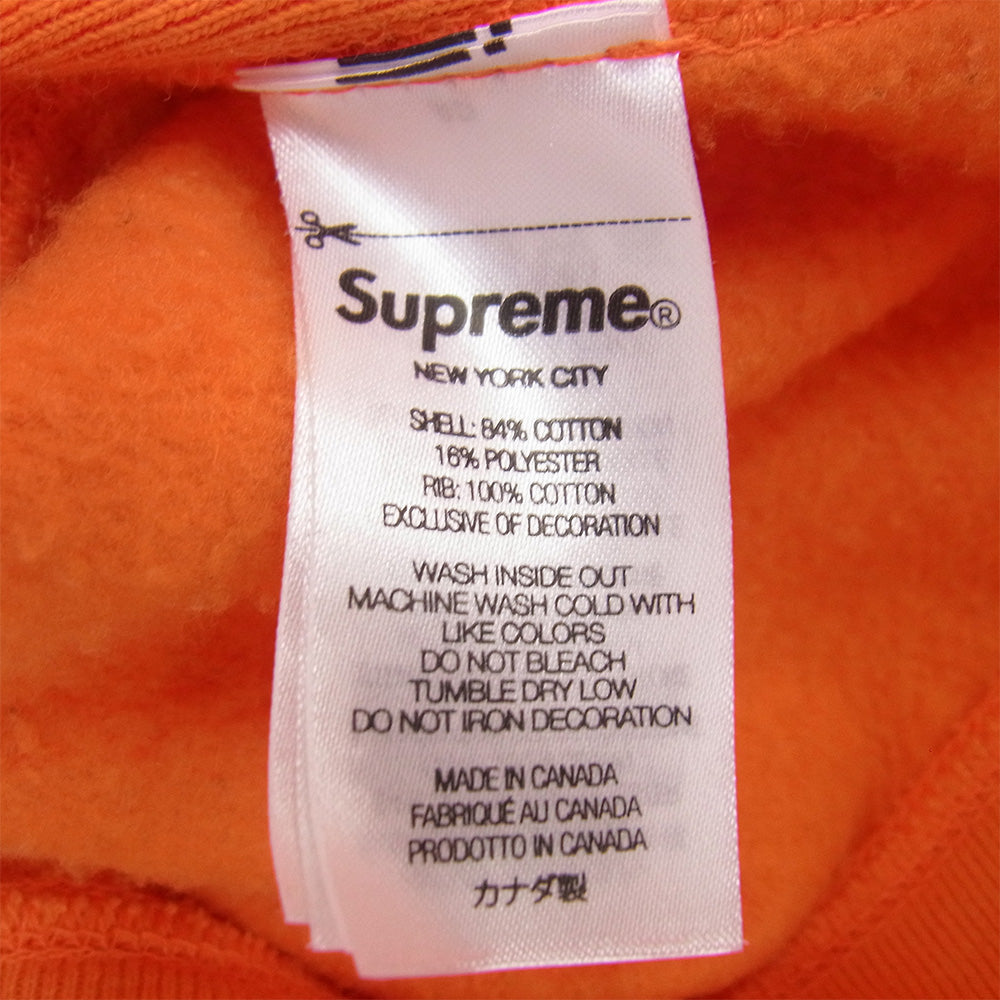 Supreme®
NEW YORK CITY
SHELL: 84% COTTON
16% POLYESTER
RIB: 100% COTTON
EXCLUSIVE OF DECORATION
WASH INSIDE OUT
MACHINE WASH COLD WITH
LIKE COLORS
DO NOT BLEACH
TUMBLE DRY LOW
DO NOT IRON DECORATION
MADE IN CANADA
FABRIQUÉ AU CANADA
PRODOTTO IN CANADA
カナダ製